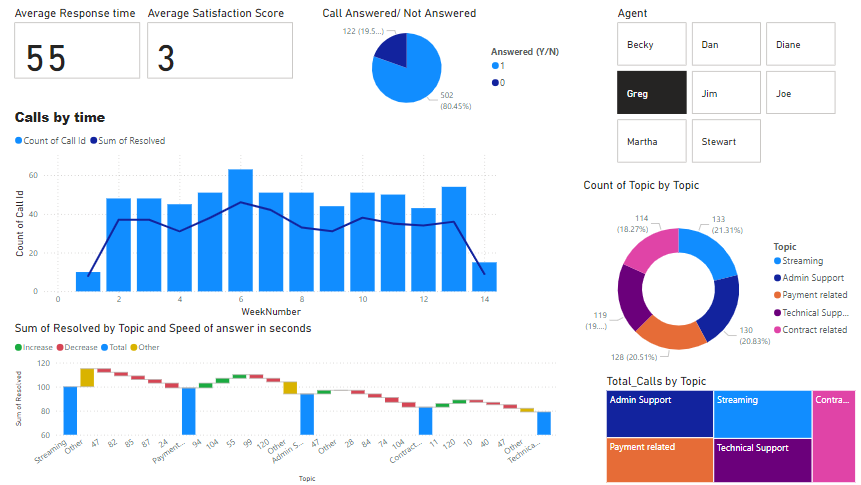 Average Response time
55
Average Satisfaction Score
3
Call Answered/ Not Answered
122 (19.5...)
502
(80.45%)
Answered (Y/N)
1
0
Agent
Becky
Dan
Diane
Greg
Jim
Joe
Martha
Stewart
Calls by time
Count of Call Id
Sum of Resolved
Count of Call Id
60
40
20
0
0
2
4
6
8
10
12
14
WeekNumber
Count of Topic by Topic
114
(18.27%)
133
(21.31%)
119
(19....)
130
(20.83%)
128 (20.51%)
Topic
Streaming
Admin Support
Payment related
Technical Supp...
Contract related
Sum of Resolved by Topic and Speed of answer in seconds
Increase
Decrease
Total
Other
Sum of Resolved
120
100
80
60
Streaming
Other
47
82
85
87
24
Payment...
94
104
55
99
120
Other
Admin S...
47
Other
28
84
74
104
Contract...
11
120
10
40
47
Other
Technica...
Topic
Total_Calls by Topic
Admin Support
Streaming
Contra...
Payment related
Technical Support